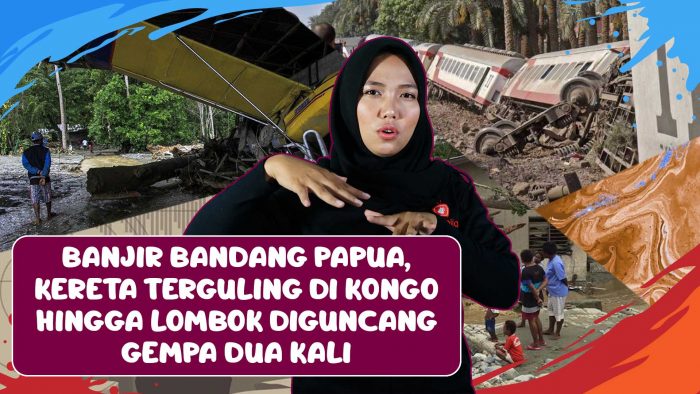 BANJIR BANDANG PAPUA,
KERETA TERGULING DI KONGO
HINGGA LOMBOK DIGUNCANG
GEMPA DUA KALI